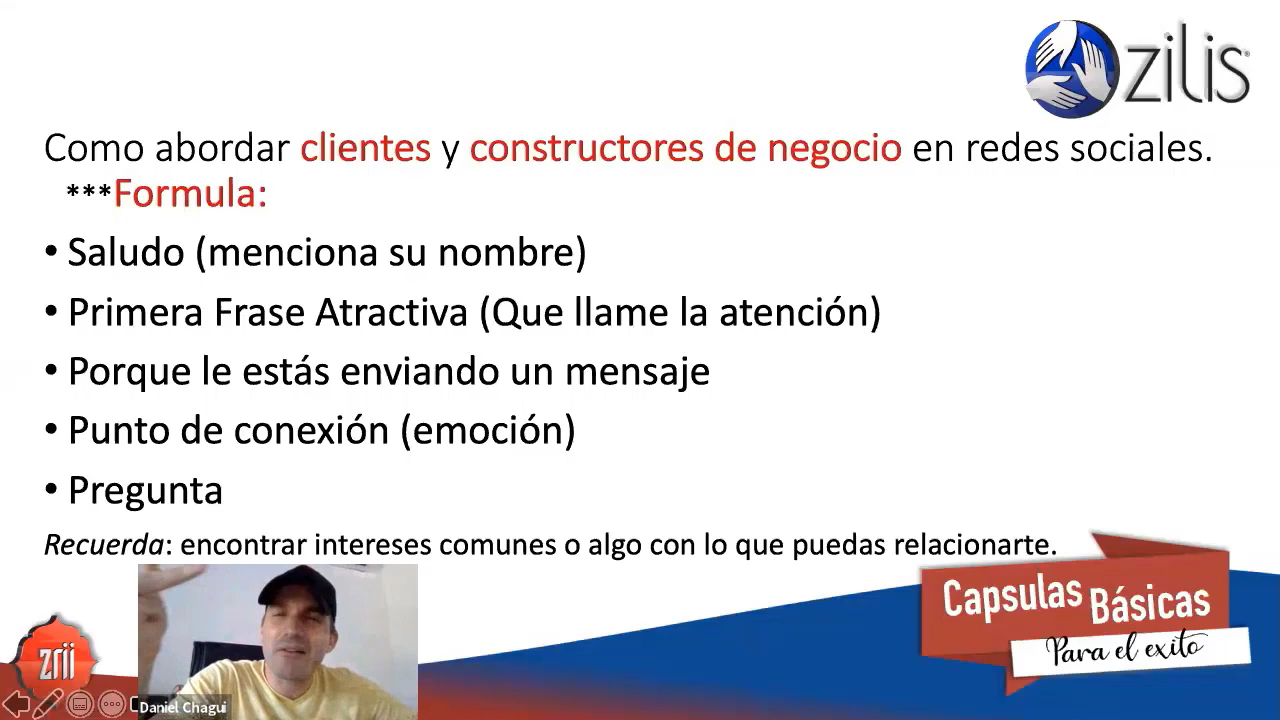 zilis
Como abordar clientes y constructores de negocio en redes sociales.
***Formula:
• Saludo (menciona su nombre)
• Primera Frase Atractiva (Que llame la atención)
• Porque le estás enviando un mensaje
• Punto de conexión (emoción)
• Pregunta
Recuerda: encontrar intereses comunes o algo con lo que puedas relacionarte.
Capsulas Básicas
Para el exito
zrii
Daniel Chagui